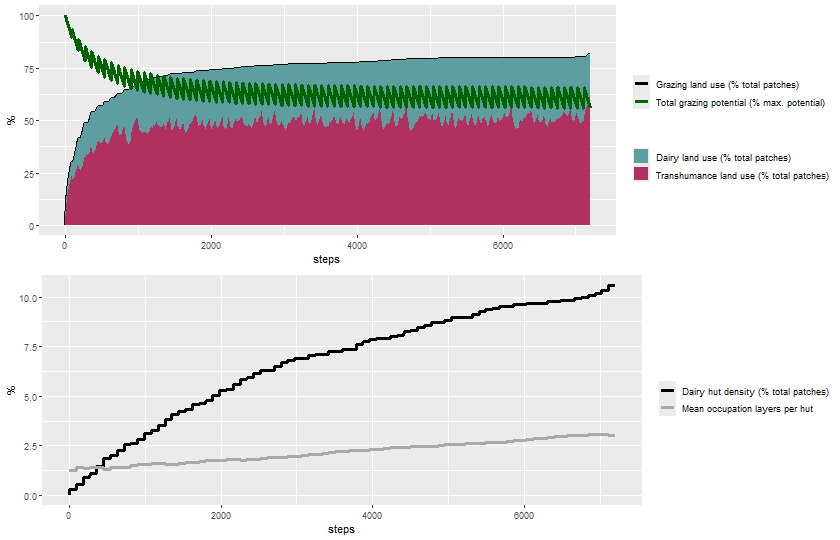 100
75
50
25
0
%
0
2000
4000
6000
steps
Grazing land use (% total patches)
Total grazing potential (% max. potential)
Dairy land use (% total patches)
Transhumance land use (% total patches)
10.0
7.5
5.0
2.5
0.0
%
0
2000
4000
6000
steps
Dairy hut density (% total patches)
Mean occupation layers per hut